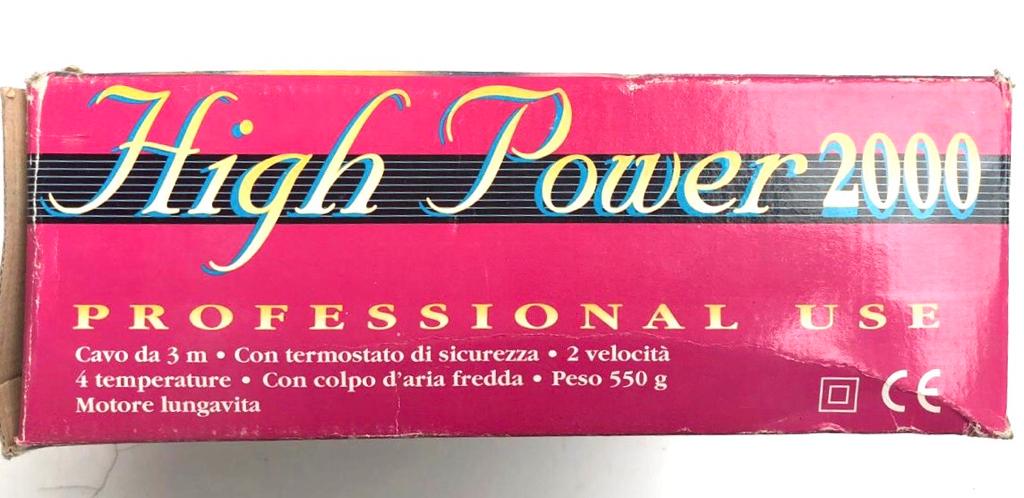 High Power 2000
PROFESSIONAL USE
Cavo da 3 m • Con termostato di sicurezza • 2 velocità
4 temperature • Con colpo d'aria fredda • Peso 550 g
Motore lungavita
CE